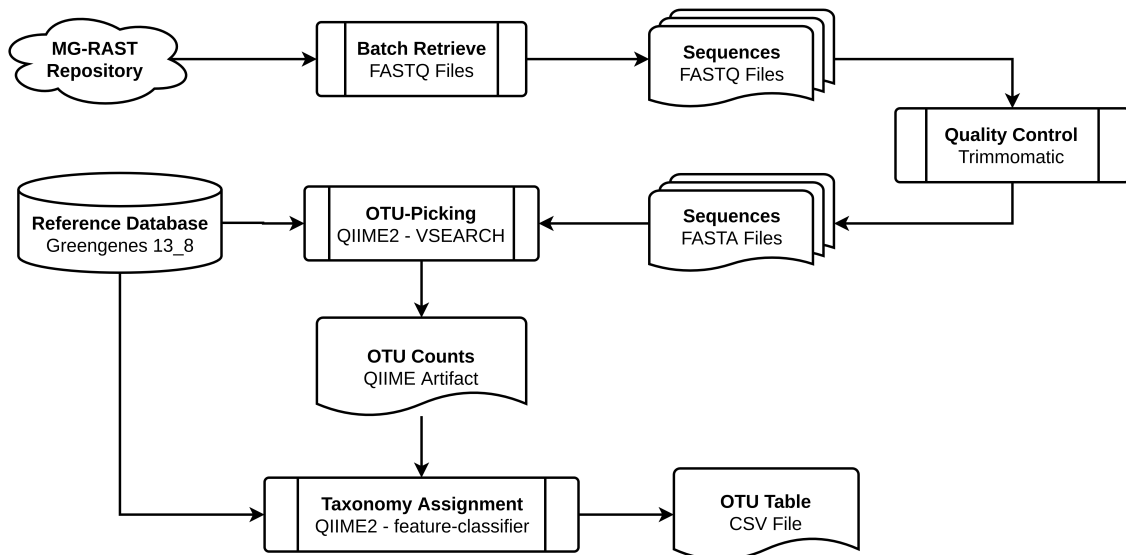 MG-RAST
Repository
Batch Retrieve
FASTQ Files
Sequences
FASTQ Files
Quality Control
Trimmomatic
Reference Database
Greengenes 13_8
OTU-Picking
QIIME2 - VSEARCH
Sequences
FASTA Files
OTU Counts
QIIME Artifact
Taxonomy Assignment
QIIME2 - feature-classifier
OTU Table
CSV File